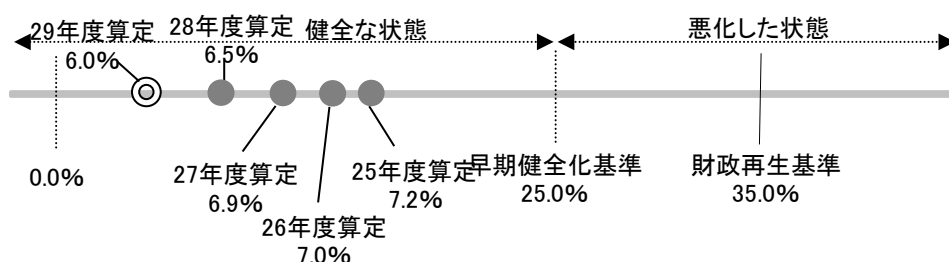 29年度算定
6.0%
28年度算定
6.5%
健全な状態
悪化した状態
0.0%
27年度算定
6.9%
26年度算定
7.0%
25年度算定
7.2%
早期健全化基準
25.0%
財政再生基準
35.0%